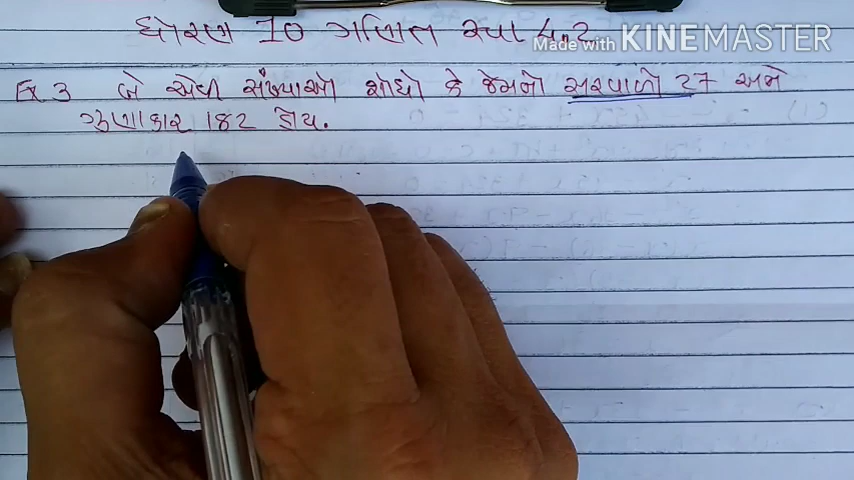 ધોરણ 10 ગણિત સ્વા 4.2
Made with KINEMASTER
Ex 3 બે એવી સંખ્યાઓ શોધો કે જેમનો સરવાળો 27 અને
ગુણાકાર 182 હોય.